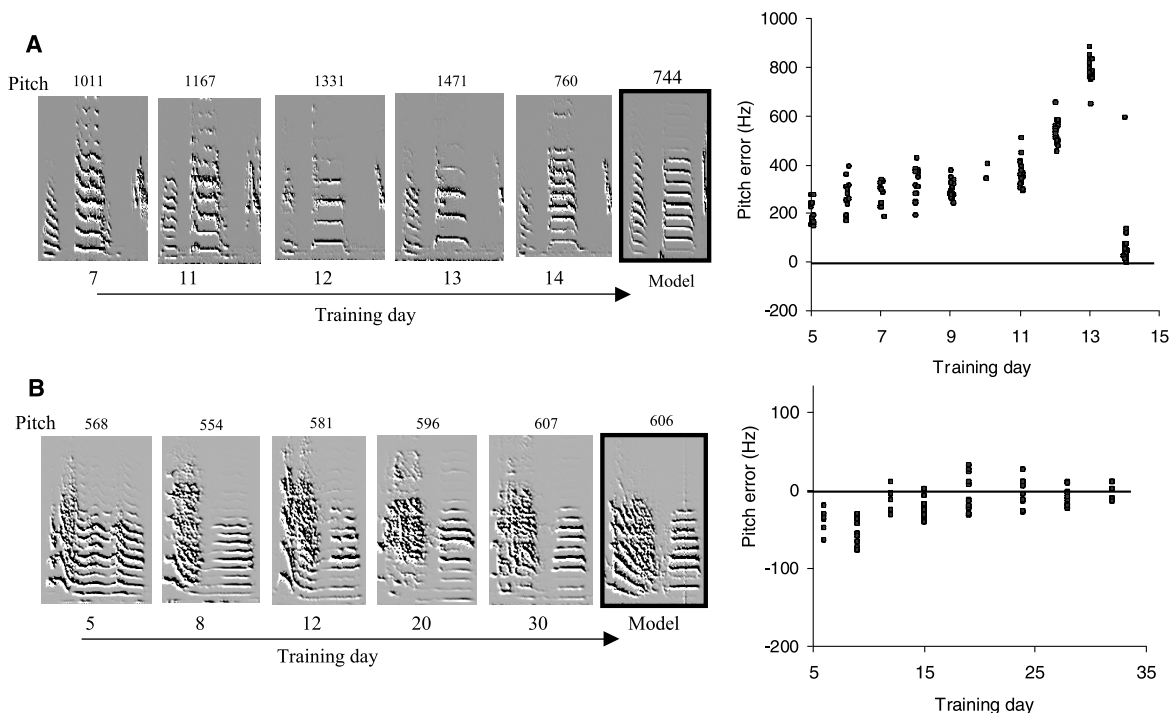 A
Pitch 1011 1167 1331 1471 760 744
7 11 12 13 14 Model
Training day
1000
800
600
400
200
0
-200
Pitch error (Hz)
5 7 9 11 13 15
Training day
B
Pitch 568 554 581 596 607 606
5 8 12 20 30 Model
Training day
100
0
-100
-200
Pitch error (Hz)
5 15 25 35
Training day